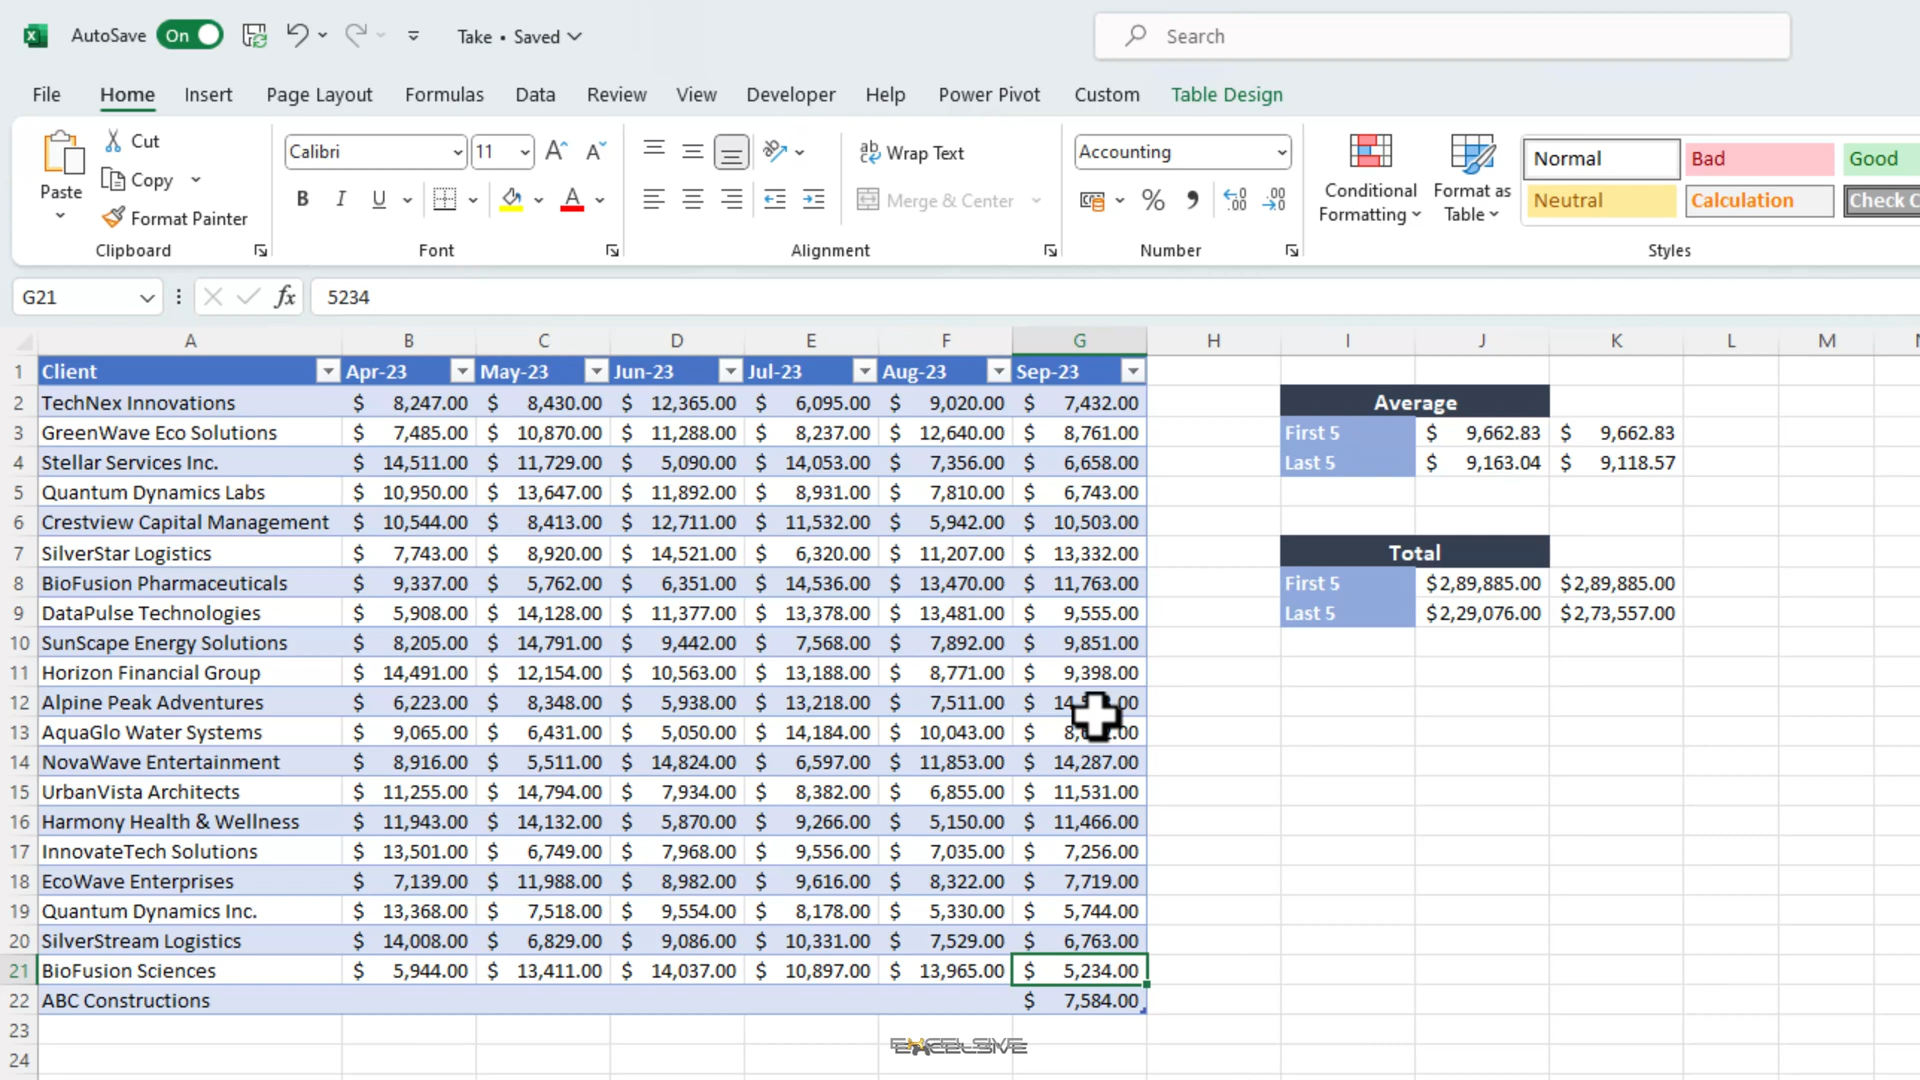 AutoSave On Take • Saved Search
File Home Insert Page Layout Formulas Data Review View Developer Help Power Pivot Custom Table Design
Paste Cut Copy Format Painter Clipboard
Calibri 11 B I U A Font
Wrap Text Merge & Center Alignment
Accounting % Number
Conditional Formatting Format as Table Normal Bad Good Neutral Calculation Check C Styles
G21 fx 5234
A B C D E F G H I J K L M
1 Client Apr-23 May-23 Jun-23 Jul-23 Aug-23 Sep-23
2 TechNex Innovations $ 8,247.00 $ 8,430.00 $ 12,365.00 $ 6,095.00 $ 9,020.00 $ 7,432.00 Average
3 GreenWave Eco Solutions $ 7,485.00 $ 10,870.00 $ 11,288.00 $ 8,237.00 $ 12,640.00 $ 8,761.00 First 5 $ 9,662.83 $ 9,662.83
4 Stellar Services Inc. $ 14,511.00 $ 11,729.00 $ 5,090.00 $ 14,053.00 $ 7,356.00 $ 6,658.00 Last 5 $ 9,163.04 $ 9,118.57
5 Quantum Dynamics Labs $ 10,950.00 $ 13,647.00 $ 11,892.00 $ 8,931.00 $ 7,810.00 $ 6,743.00
6 Crestview Capital Management $ 10,544.00 $ 8,413.00 $ 12,711.00 $ 11,532.00 $ 5,942.00 $ 10,503.00
7 SilverStar Logistics $ 7,743.00 $ 8,920.00 $ 14,521.00 $ 6,320.00 $ 11,207.00 $ 13,332.00 Total
8 BioFusion Pharmaceuticals $ 9,337.00 $ 5,762.00 $ 6,351.00 $ 14,536.00 $ 13,470.00 $ 11,763.00 First 5 $2,89,885.00 $2,89,885.00
9 DataPulse Technologies $ 5,908.00 $ 14,128.00 $ 11,377.00 $ 13,378.00 $ 13,481.00 $ 9,555.00 Last 5 $2,29,076.00 $2,73,557.00
10 SunScape Energy Solutions $ 8,205.00 $ 14,791.00 $ 9,442.00 $ 7,568.00 $ 7,892.00 $ 9,851.00
11 Horizon Financial Group $ 14,491.00 $ 12,154.00 $ 10,563.00 $ 13,188.00 $ 8,771.00 $ 9,398.00
12 Alpine Peak Adventures $ 6,223.00 $ 8,348.00 $ 5,938.00 $ 13,218.00 $ 7,511.00 $
13 AquaGlo Water Systems $ 9,065.00 $ 6,431.00 $ 5,050.00 $ 14,184.00 $ 10,043.00 $
14 NovaWave Entertainment $ 8,916.00 $ 5,511.00 $ 14,824.00 $ 6,597.00 $ 11,853.00 $ 14,287.00
15 UrbanVista Architects $ 11,255.00 $ 14,794.00 $ 7,934.00 $ 8,382.00 $ 6,855.00 $ 11,531.00
16 Harmony Health & Wellness $ 11,943.00 $ 14,132.00 $ 5,870.00 $ 9,266.00 $ 5,150.00 $ 11,466.00
17 InnovateTech Solutions $ 13,501.00 $ 6,749.00 $ 7,968.00 $ 9,556.00 $ 7,035.00 $ 7,256.00
18 EcoWave Enterprises $ 7,139.00 $ 11,988.00 $ 8,982.00 $ 9,616.00 $ 8,322.00 $ 7,719.00
19 Quantum Dynamics Inc. $ 13,368.00 $ 7,518.00 $ 9,554.00 $ 8,178.00 $ 5,330.00 $ 5,744.00
20 SilverStream Logistics $ 14,008.00 $ 6,829.00 $ 9,086.00 $ 10,331.00 $ 7,529.00 $ 6,763.00
21 BioFusion Sciences $ 5,944.00 $ 13,411.00 $ 14,037.00 $ 10,897.00 $ 13,965.00 $ 5,234.00
22 ABC Constructions $ 7,584.00
23
24
EXCELSIVE